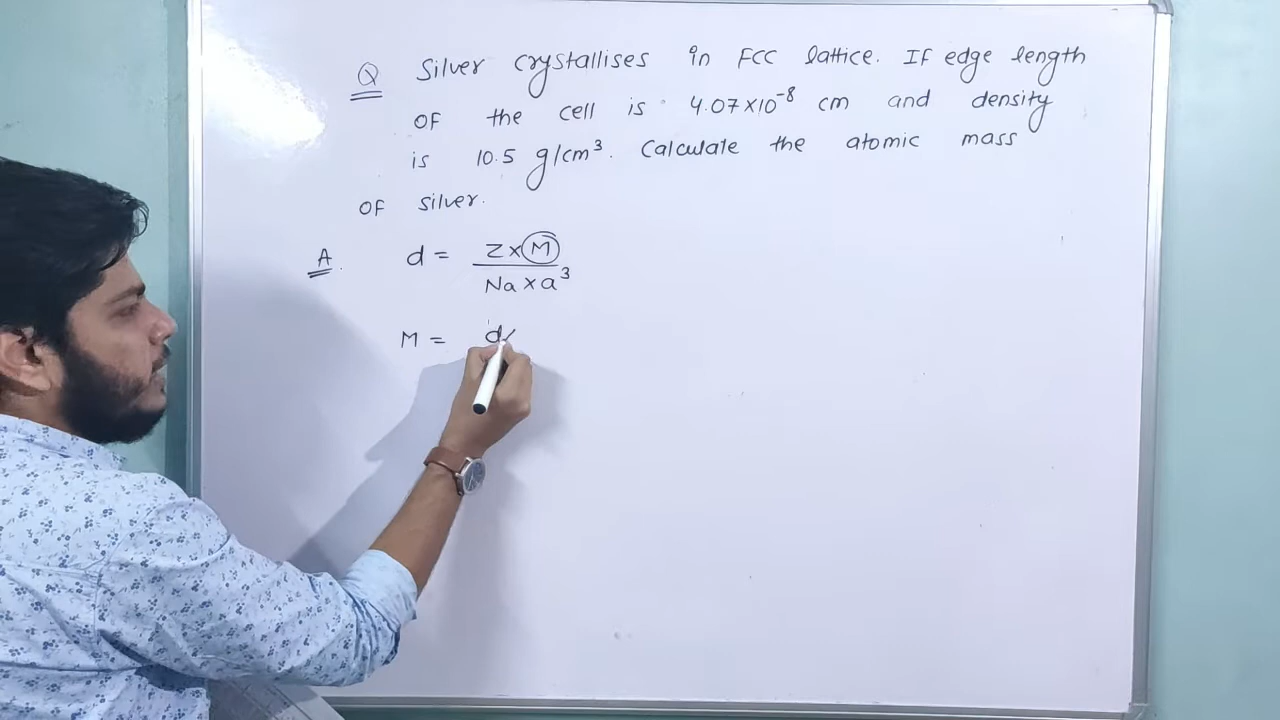 Q Silver crystallises in FCC lattice. If edge length
OF the cell is 4.07×10⁻⁸ cm and density
is 10.5 g/cm³. Calculate the atomic mass
OF silver.
A. d = Z×M / Na×a³
M = d×